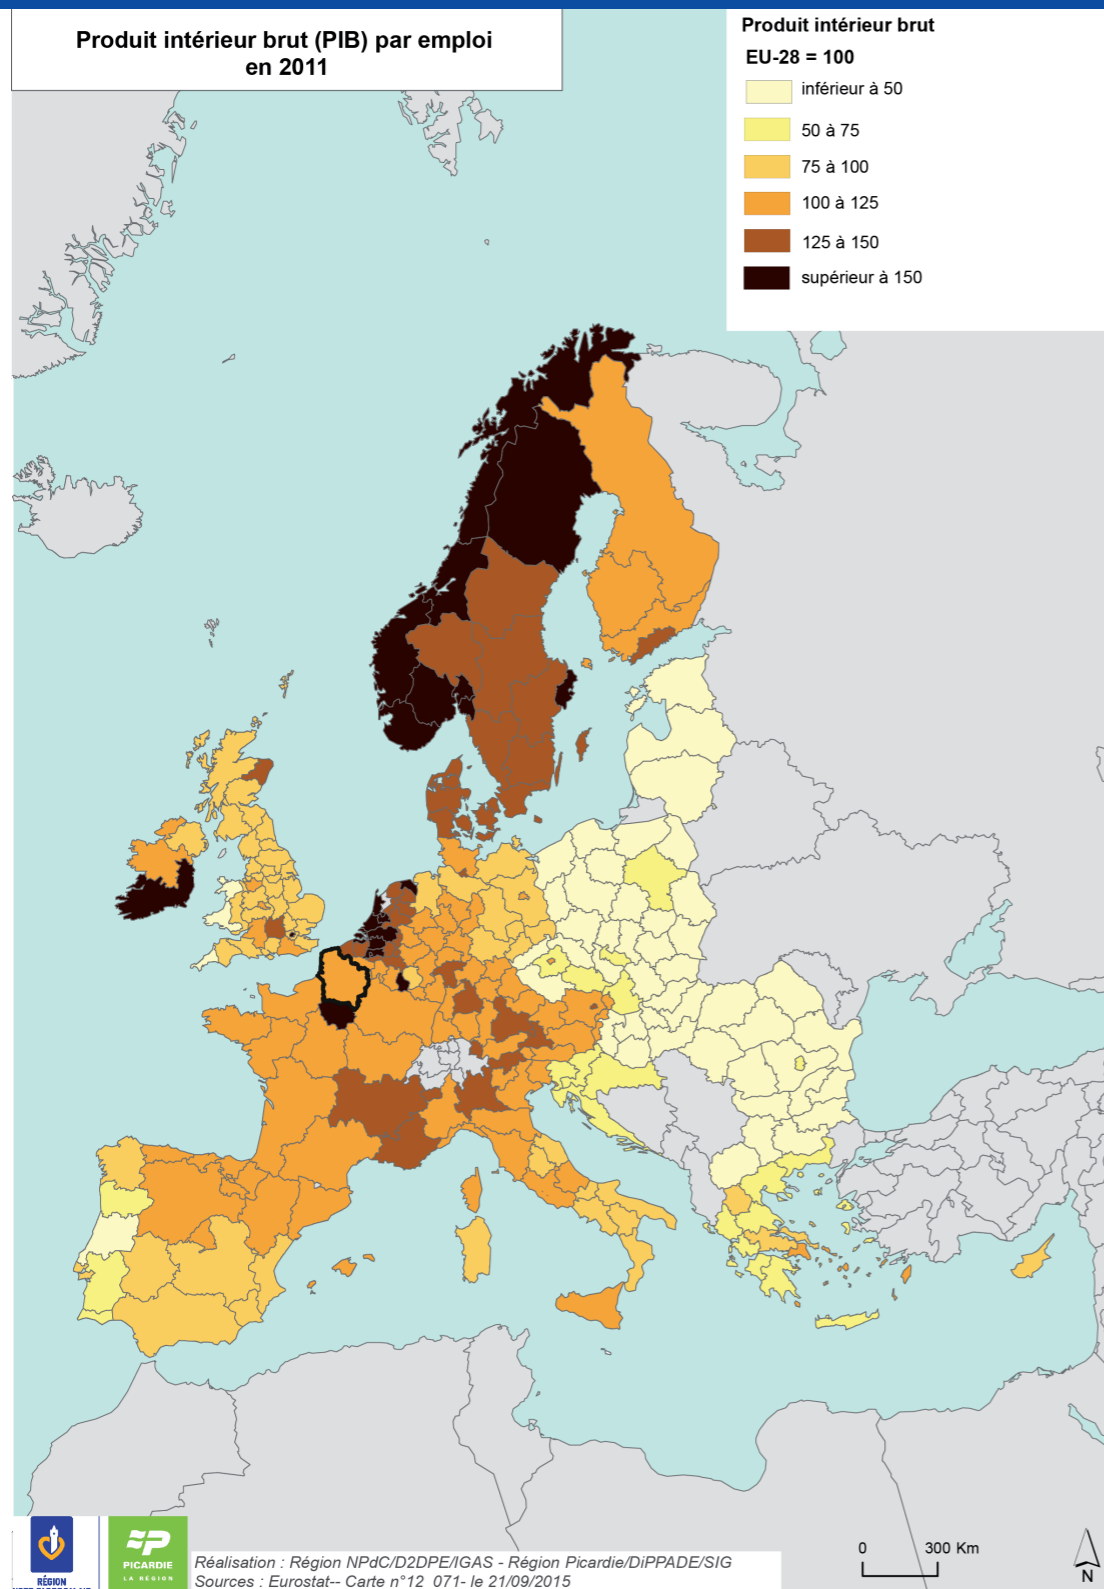 Produit intérieur brut (PIB) par emploi
en 2011
Produit intérieur brut
EU-28 = 100
inférieur à 50
50 à 75
75 à 100
100 à 125
125 à 150
supérieur à 150
PICARDIE
LA RÉGION
RÉGION
Réalisation : Région NPdC/D2DPE/IGAS - Région Picardie/DiPPADE/SIG
Sources : Eurostat-- Carte n°12_071- le 21/09/2015
0 300 Km
N